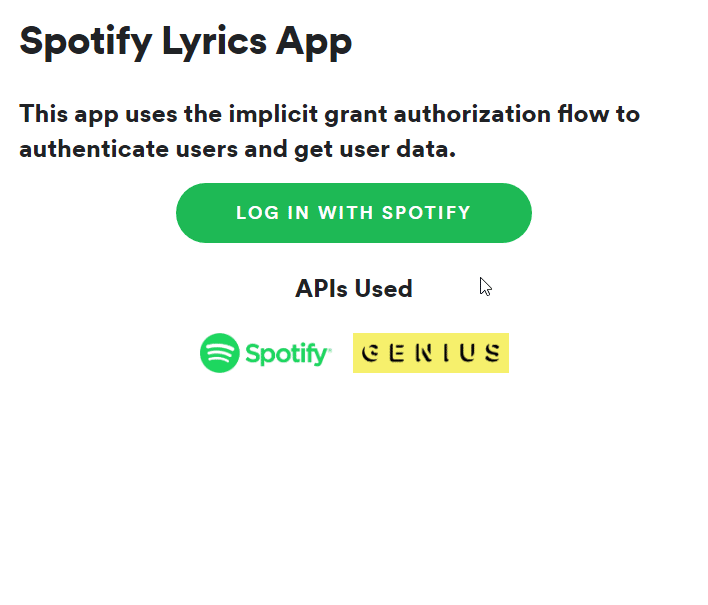 Spotify Lyrics App
This app uses the implicit grant authorization flow to
authenticate users and get user data.
LOG IN WITH SPOTIFY
APIs Used
Spotify®
GENIUS